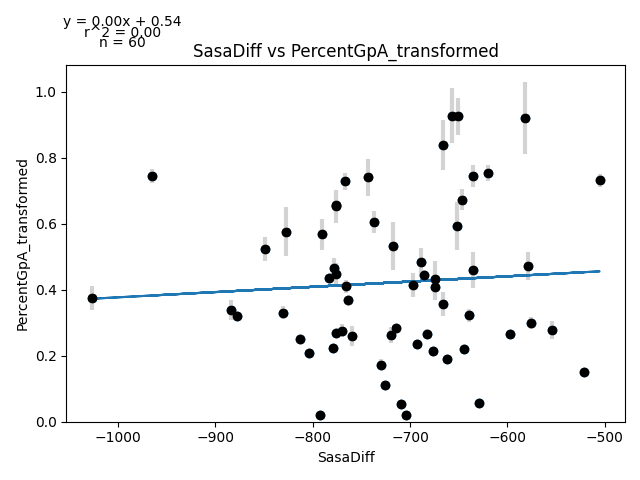 y = 0.00x + 0.54
r^2 = 0.00
n = 60
SasaDiff vs PercentGpA_transformed
1.0
0.8
0.6
0.4
0.2
0.0
PercentGpA_transformed
−1000 −900 −800 −700 −600 −500
SasaDiff